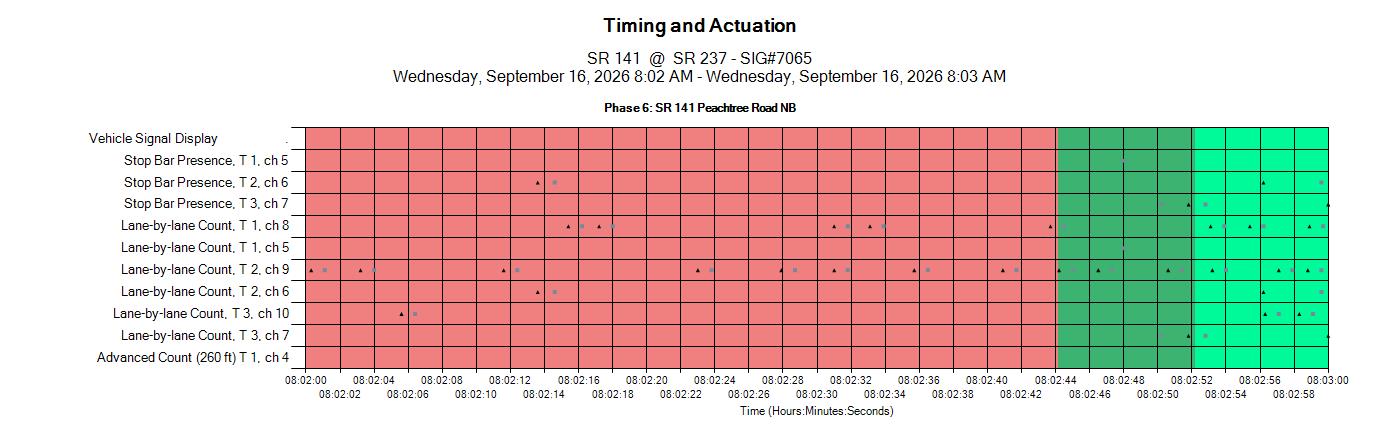 Timing and Actuation
SR 141 @ SR 237 - SIG#7065
Wednesday, September 16, 2026 8:02 AM - Wednesday, September 16, 2026 8:03 AM
Phase 6: SR 141 Peachtree Road NB
Vehicle Signal Display .
Stop Bar Presence, T 1, ch 5
Stop Bar Presence, T 2, ch 6
Stop Bar Presence, T 3, ch 7
Lane-by-lane Count, T 1, ch 8
Lane-by-lane Count, T 1, ch 5
Lane-by-lane Count, T 2, ch 9
Lane-by-lane Count, T 2, ch 6
Lane-by-lane Count, T 3, ch 10
Lane-by-lane Count, T 3, ch 7
Advanced Count (260 ft) T 1, ch 4
08:02:00 08:02:04 08:02:08 08:02:12 08:02:16 08:02:20 08:02:24 08:02:28 08:02:32 08:02:36 08:02:40 08:02:44 08:02:48 08:02:52 08:02:56 08:03:00
08:02:02 08:02:06 08:02:10 08:02:14 08:02:18 08:02:22 08:02:26 08:02:30 08:02:34 08:02:38 08:02:42 08:02:46 08:02:50 08:02:54 08:02:58
Time (Hours:Minutes:Seconds)